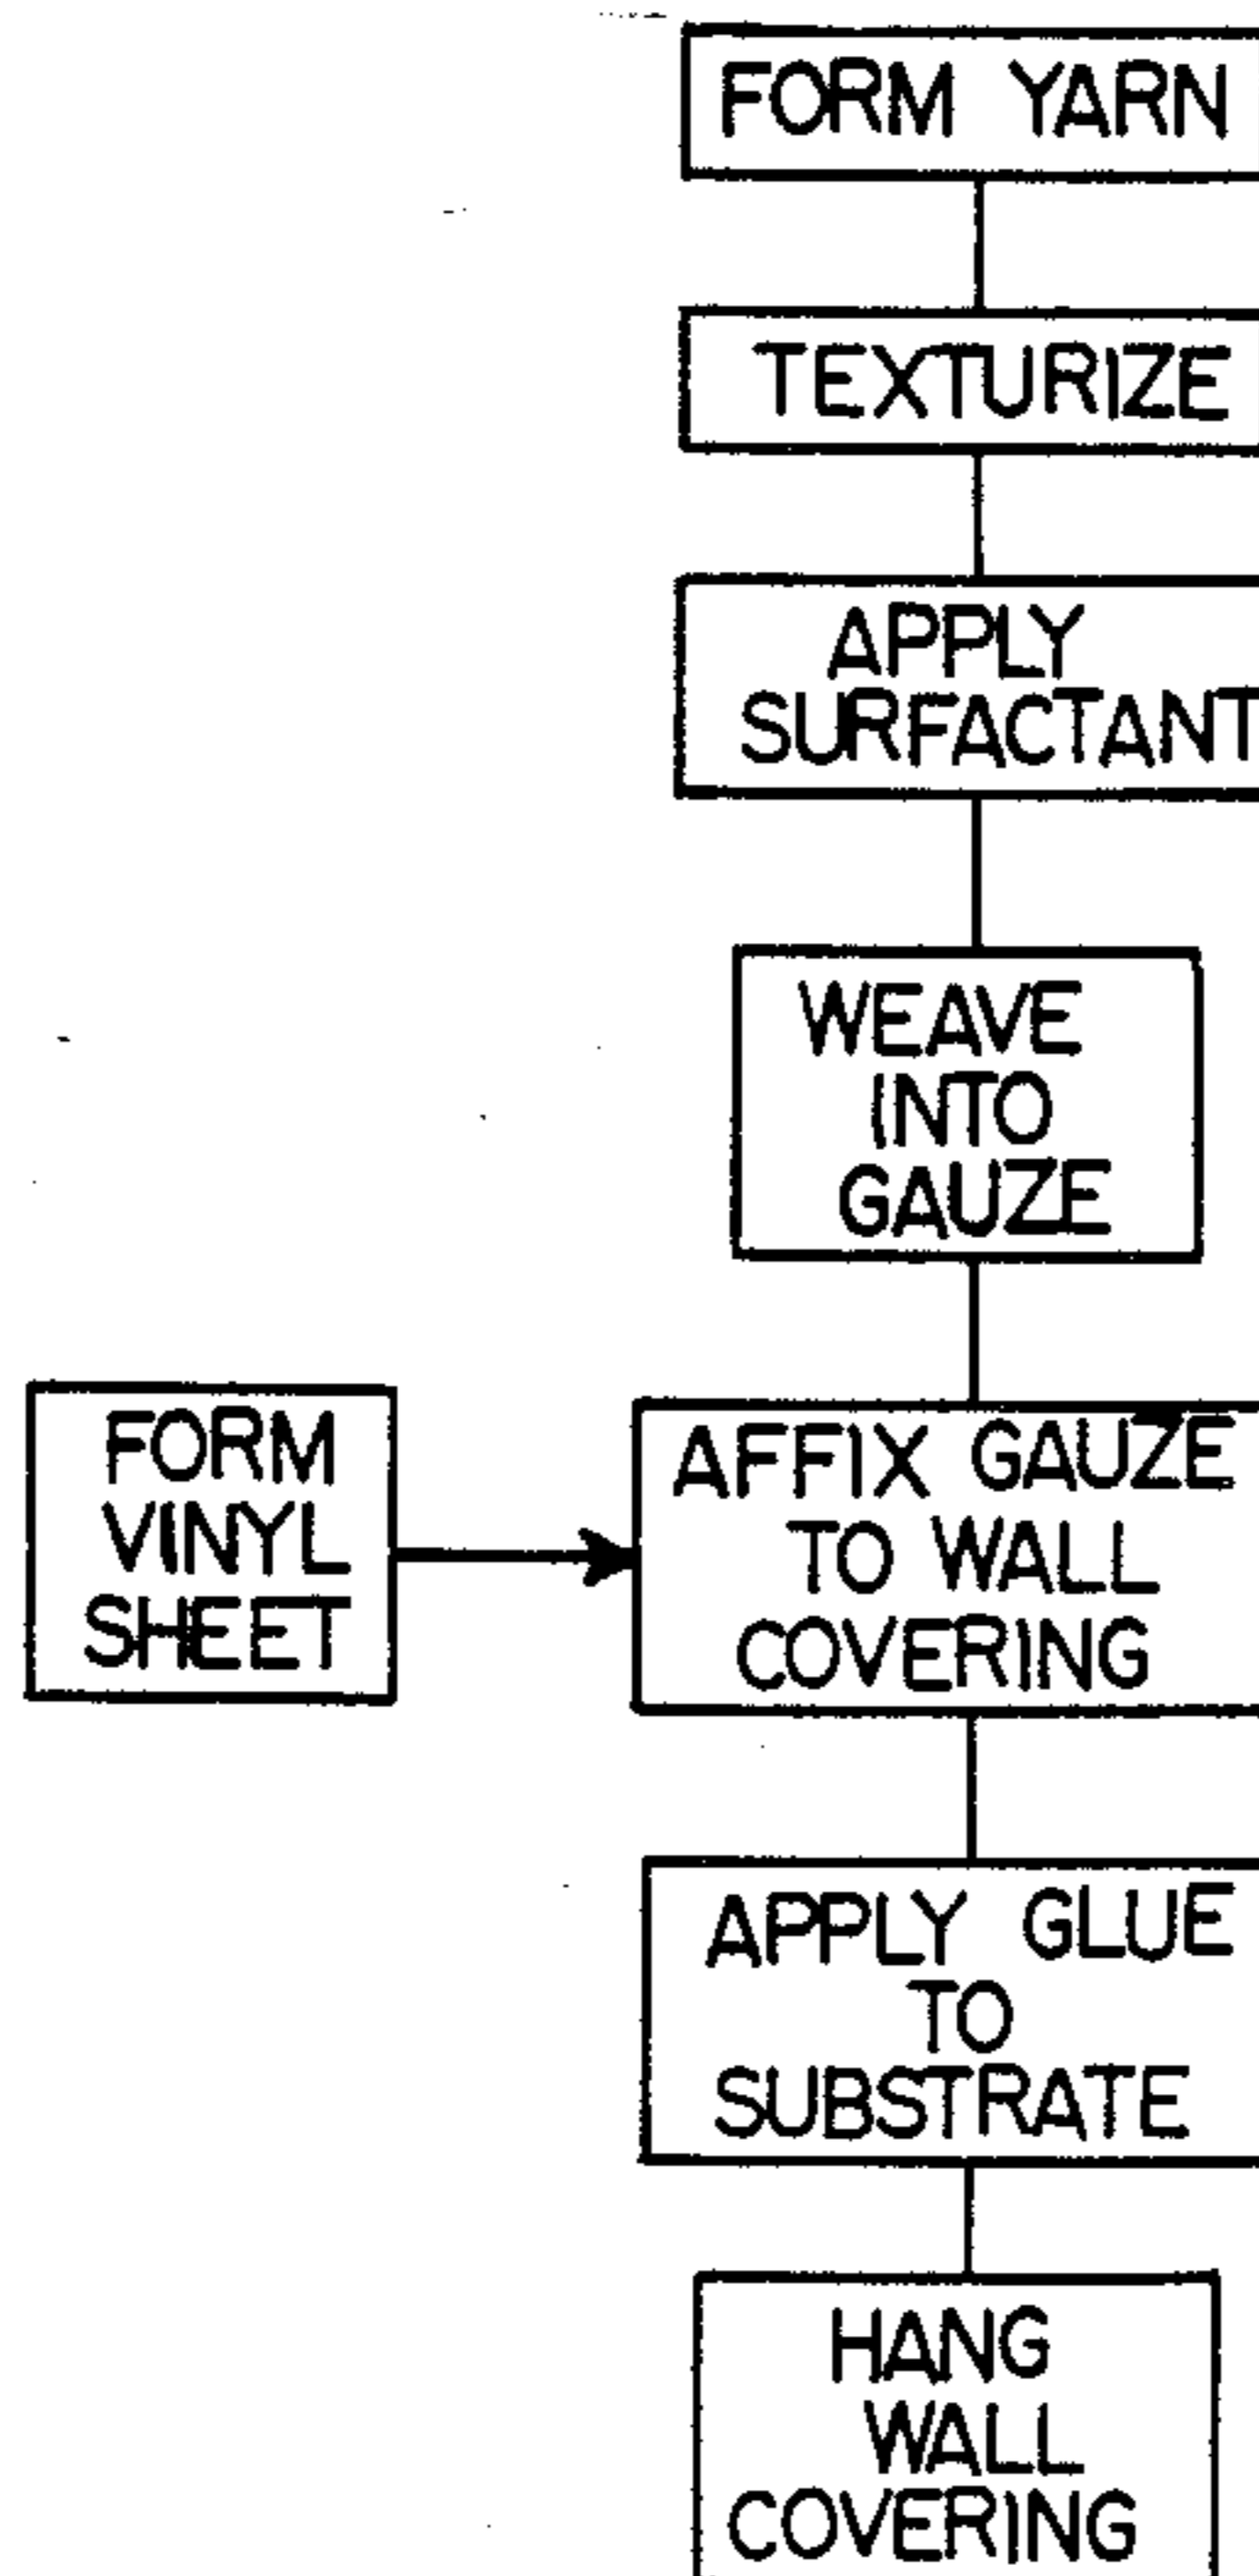 FORM YARN
TEXTURIZE
APPLY
SURFACTANT
WEAVE
INTO
GAUZE
FORM
VINYL
SHEET
AFFIX GAUZE
TO WALL
COVERING
APPLY GLUE
TO
SUBSTRATE
HANG
WALL
COVERING